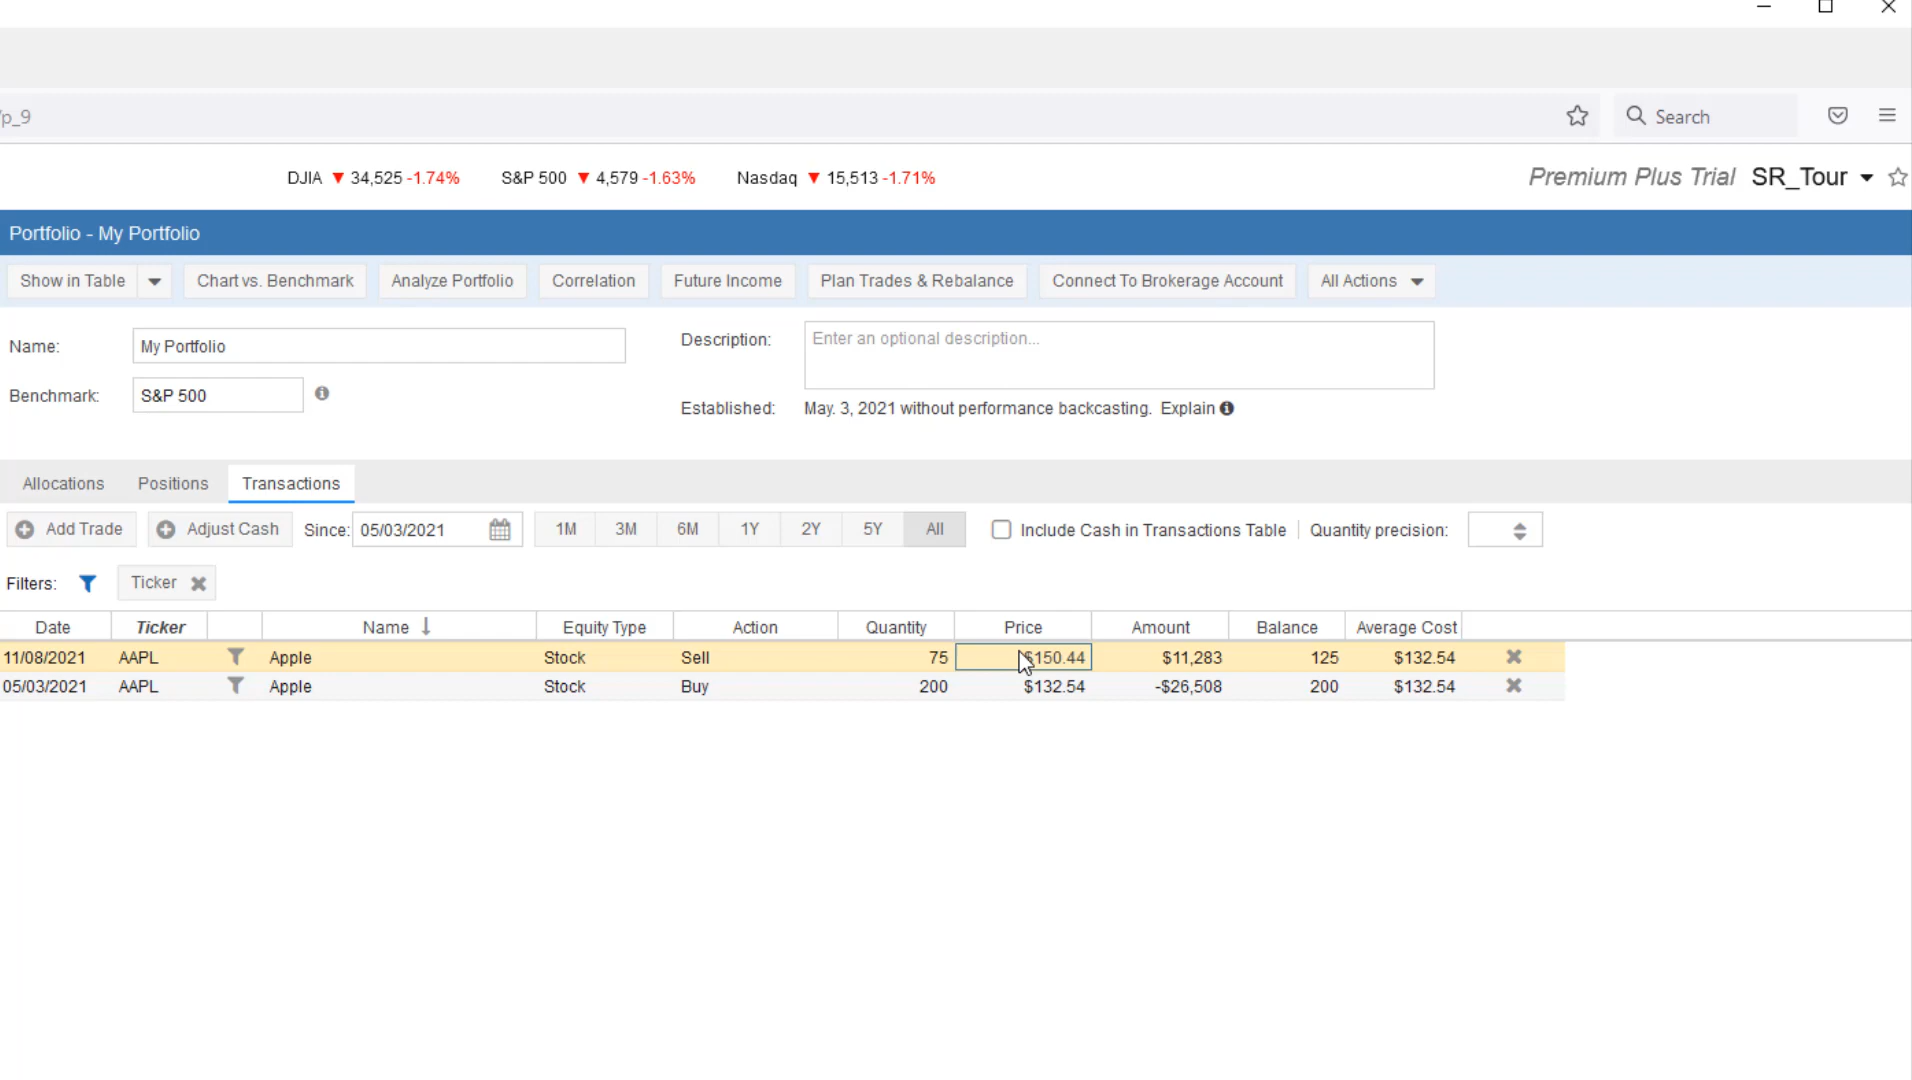 /p_9
Search
DJIA ▼ 34,525 -1.74% S&P 500 ▼ 4,579 -1.63% Nasdaq ▼ 15,513 -1.71% Premium Plus Trial SR_Tour
Portfolio - My Portfolio
Show in Table Chart vs. Benchmark Analyze Portfolio Correlation Future Income Plan Trades & Rebalance Connect To Brokerage Account All Actions
Name: My Portfolio Description: Enter an optional description...
Benchmark: S&P 500
Established: May. 3, 2021 without performance backcasting. Explain
Allocations Positions Transactions
Add Trade Adjust Cash Since: 05/03/2021 1M 3M 6M 1Y 2Y 5Y All Include Cash in Transactions Table Quantity precision:
Filters: Ticker
Date Ticker Name Equity Type Action Quantity Price Amount Balance Average Cost
11/08/2021 AAPL Apple Stock Sell 75 $150.44 $11,283 125 $132.54
05/03/2021 AAPL Apple Stock Buy 200 $132.54 -$26,508 200 $132.54